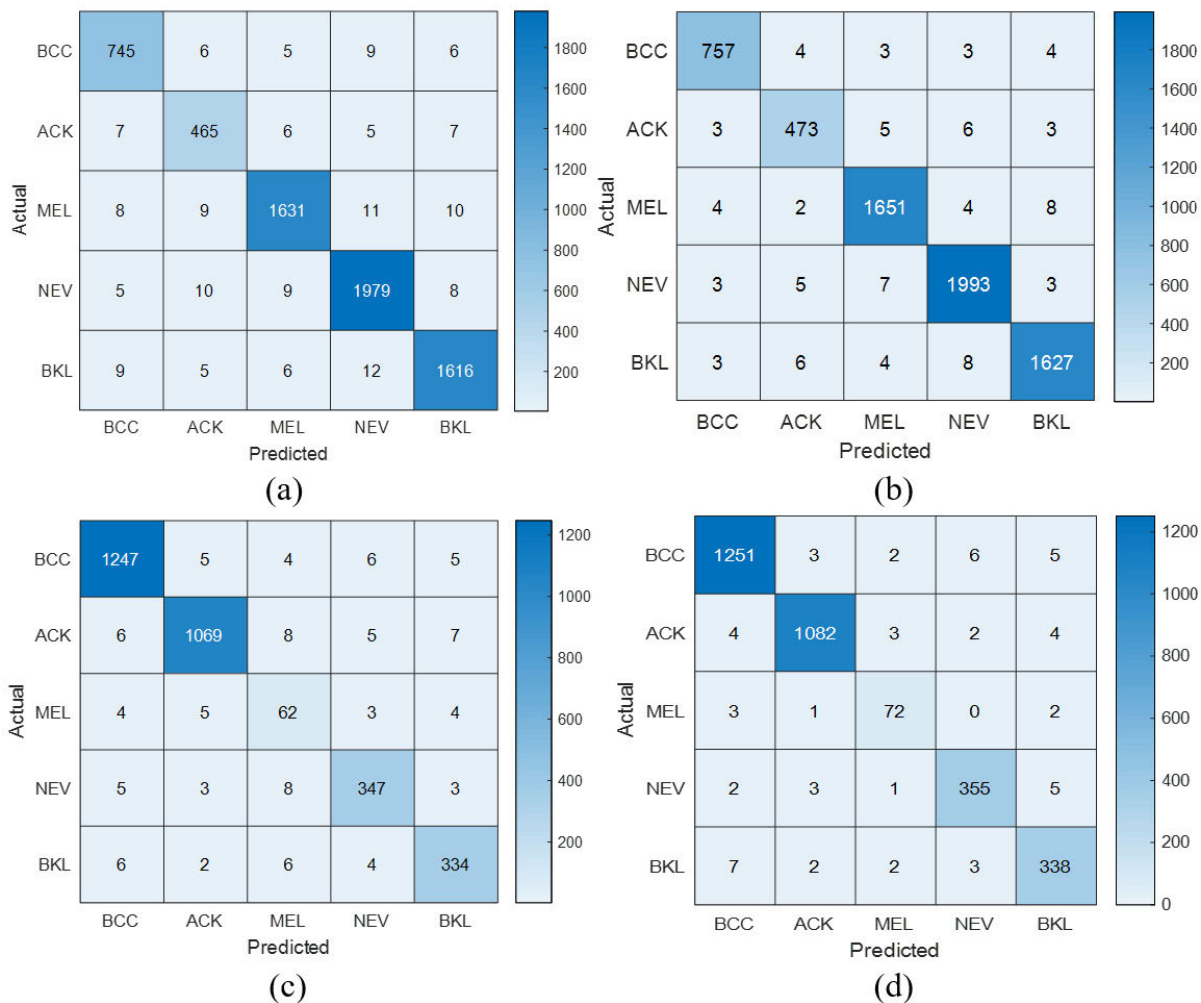 BCC 745 6 5 9 6
ACK 7 465 6 5 7
MEL 8 9 1631 11 10
NEV 5 10 9 1979 8
BKL 9 5 6 12 1616
BCC ACK MEL NEV BKL
Predicted
Actual
1800
1600
1400
1200
1000
800
600
400
200
(a)
BCC 757 4 3 3 4
ACK 3 473 5 6 3
MEL 4 2 1651 4 8
NEV 3 5 7 1993 3
BKL 3 6 4 8 1627
BCC ACK MEL NEV BKL
Predicted
Actual
1800
1600
1400
1200
1000
800
600
400
200
(b)
BCC 1247 5 4 6 5
ACK 6 1069 8 5 7
MEL 4 5 62 3 4
NEV 5 3 8 347 3
BKL 6 2 6 4 334
BCC ACK MEL NEV BKL
Predicted
Actual
1200
1000
800
600
400
200
(c)
BCC 1251 3 2 6 5
ACK 4 1082 3 2 4
MEL 3 1 72 0 2
NEV 2 3 1 355 5
BKL 7 2 2 3 338
BCC ACK MEL NEV BKL
Predicted
Actual
1200
1000
800
600
400
200
0
(d)